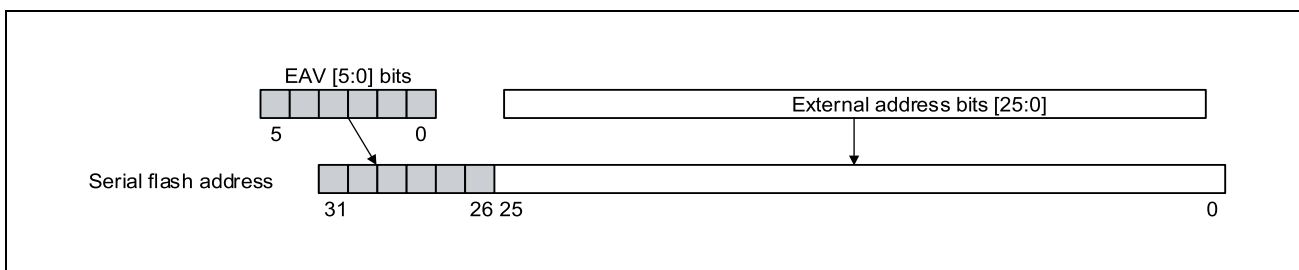 EAV [5:0] bits
External address bits [25:0]
5 0
Serial flash address
31 26 25 0